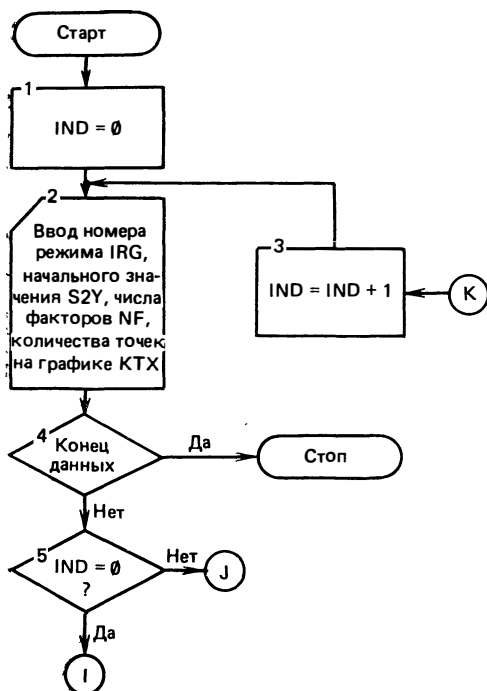 Старт
1
IND = Ø
2
Ввод номера
режима IRG,
начального зна-
чения S2Y, числа
факторов NF,
количества точек
на графике KTX
3
IND = IND + 1
K
4
Конец
данных
Да
Стоп
Нет
5
IND = Ø
?
Нет
J
Да
I